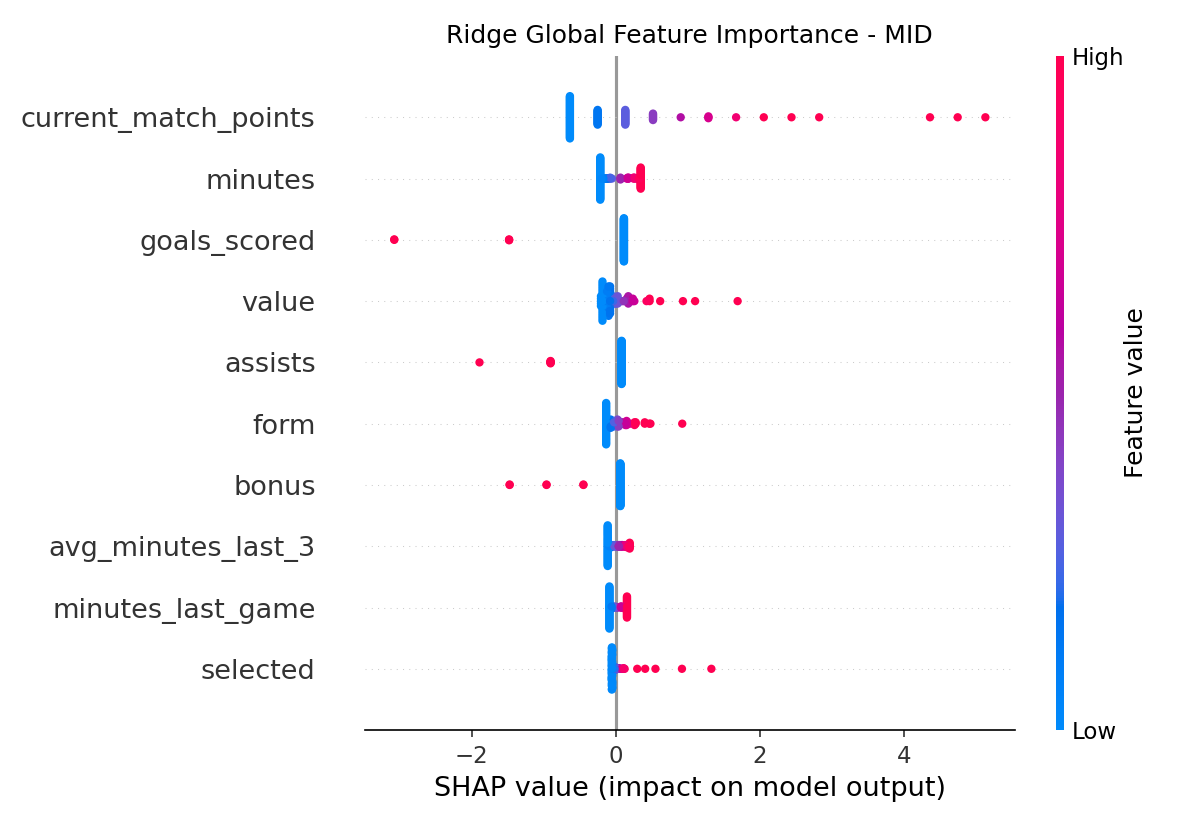 Ridge Global Feature Importance - MID
High
current_match_points
minutes
goals_scored
value
assists
form
bonus
avg_minutes_last_3
minutes_last_game
selected
Feature value
Low
−2
0
2
4
SHAP value (impact on model output)